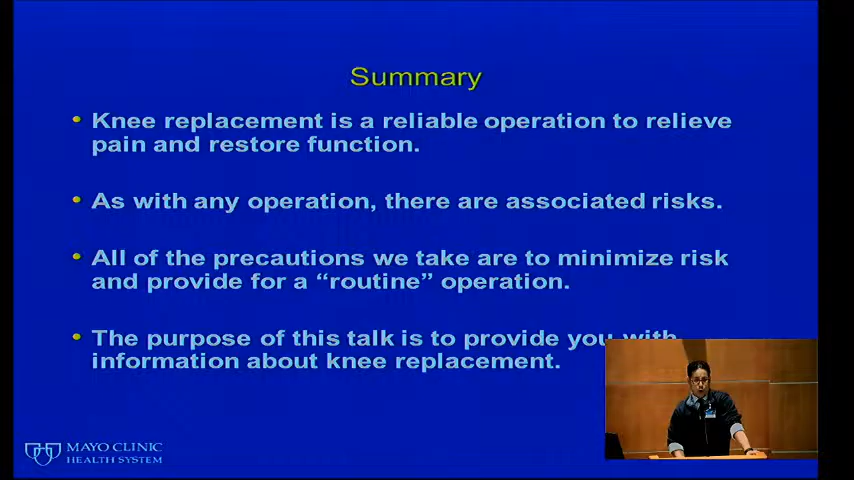 Summary
• Knee replacement is a reliable operation to relieve
pain and restore function.
• As with any operation, there are associated risks.
• All of the precautions we take are to minimize risk
and provide for a “routine” operation.
• The purpose of this talk is to provide you with
information about knee replacement.
MAYO CLINIC
HEALTH SYSTEM